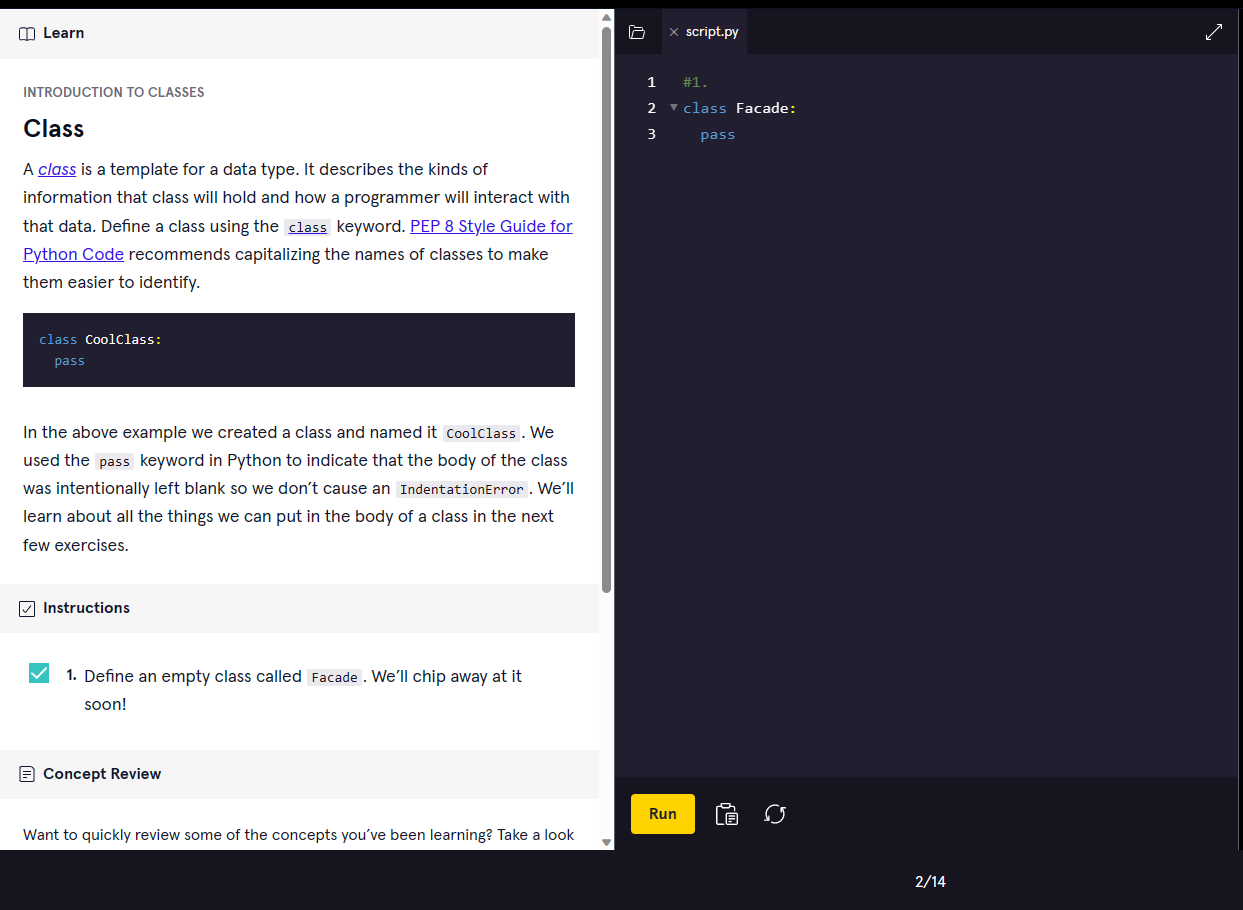 Learn
INTRODUCTION TO CLASSES
Class
A class is a template for a data type. It describes the kinds of
information that class will hold and how a programmer will interact with
that data. Define a class using the class keyword. PEP 8 Style Guide for
Python Code recommends capitalizing the names of classes to make
them easier to identify.
class CoolClass:
  pass
In the above example we created a class and named it CoolClass. We
used the pass keyword in Python to indicate that the body of the class
was intentionally left blank so we don’t cause an IndentationError. We’ll
learn about all the things we can put in the body of a class in the next
few exercises.
Instructions
1. Define an empty class called Facade. We’ll chip away at it
soon!
Concept Review
Want to quickly review some of the concepts you’ve been learning? Take a look
script.py
1 #1.
2 class Facade:
3   pass
Run
2/14